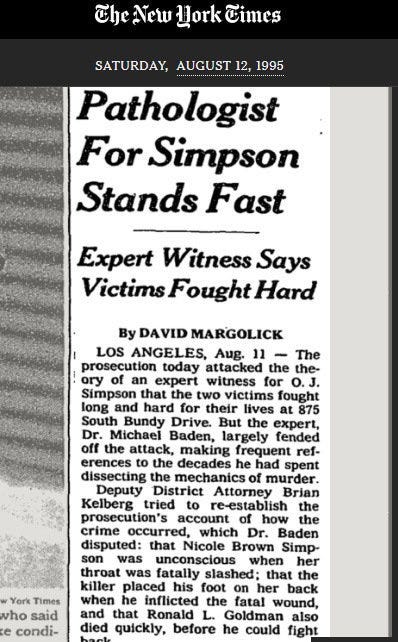 The New York Times
SATURDAY, AUGUST 12, 1995
Pathologist
For Simpson
Stands Fast
Expert Witness Says
Victims Fought Hard
By DAVID MARGOLICK
LOS ANGELES, Aug. 11 — The
prosecution today attacked the the-
ory of an expert witness for O. J.
Simpson that the two victims fought
long and hard for their lives at 875
South Bundy Drive. But the expert,
Dr. Michael Baden, largely fended
off the attack, making frequent ref-
erences to the decades he had spent
dissecting the mechanics of murder.
Deputy District Attorney Brian
Kelberg tried to re-establish the
prosecution's account of how the
crime occurred, which Dr. Baden
disputed: that Nicole Brown Simp-
son was unconscious when her
throat was fatally slashed; that the
killer placed his foot on her back
when he inflicted the fatal wound,
and that Ronald L. Goldman also
died quickly, before he could fight
back
w York Times
who said
ce condi-